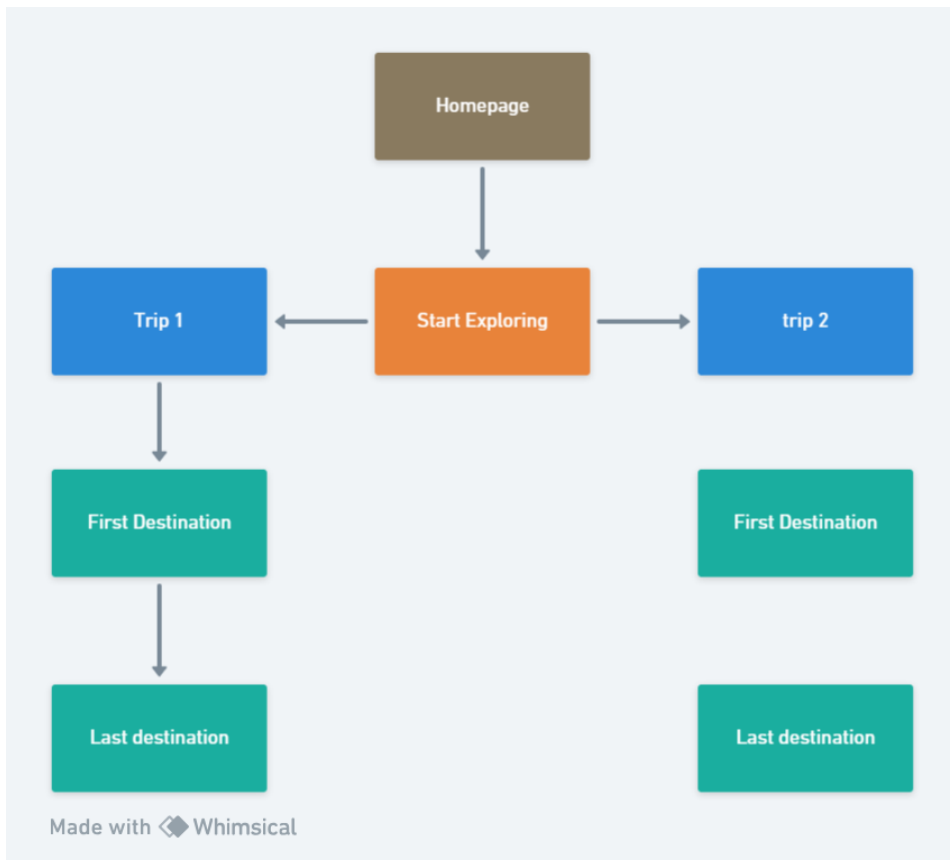 Homepage
Trip 1
Start Exploring
trip 2
First Destination
First Destination
Last destination
Last destination
Made with Whimsical